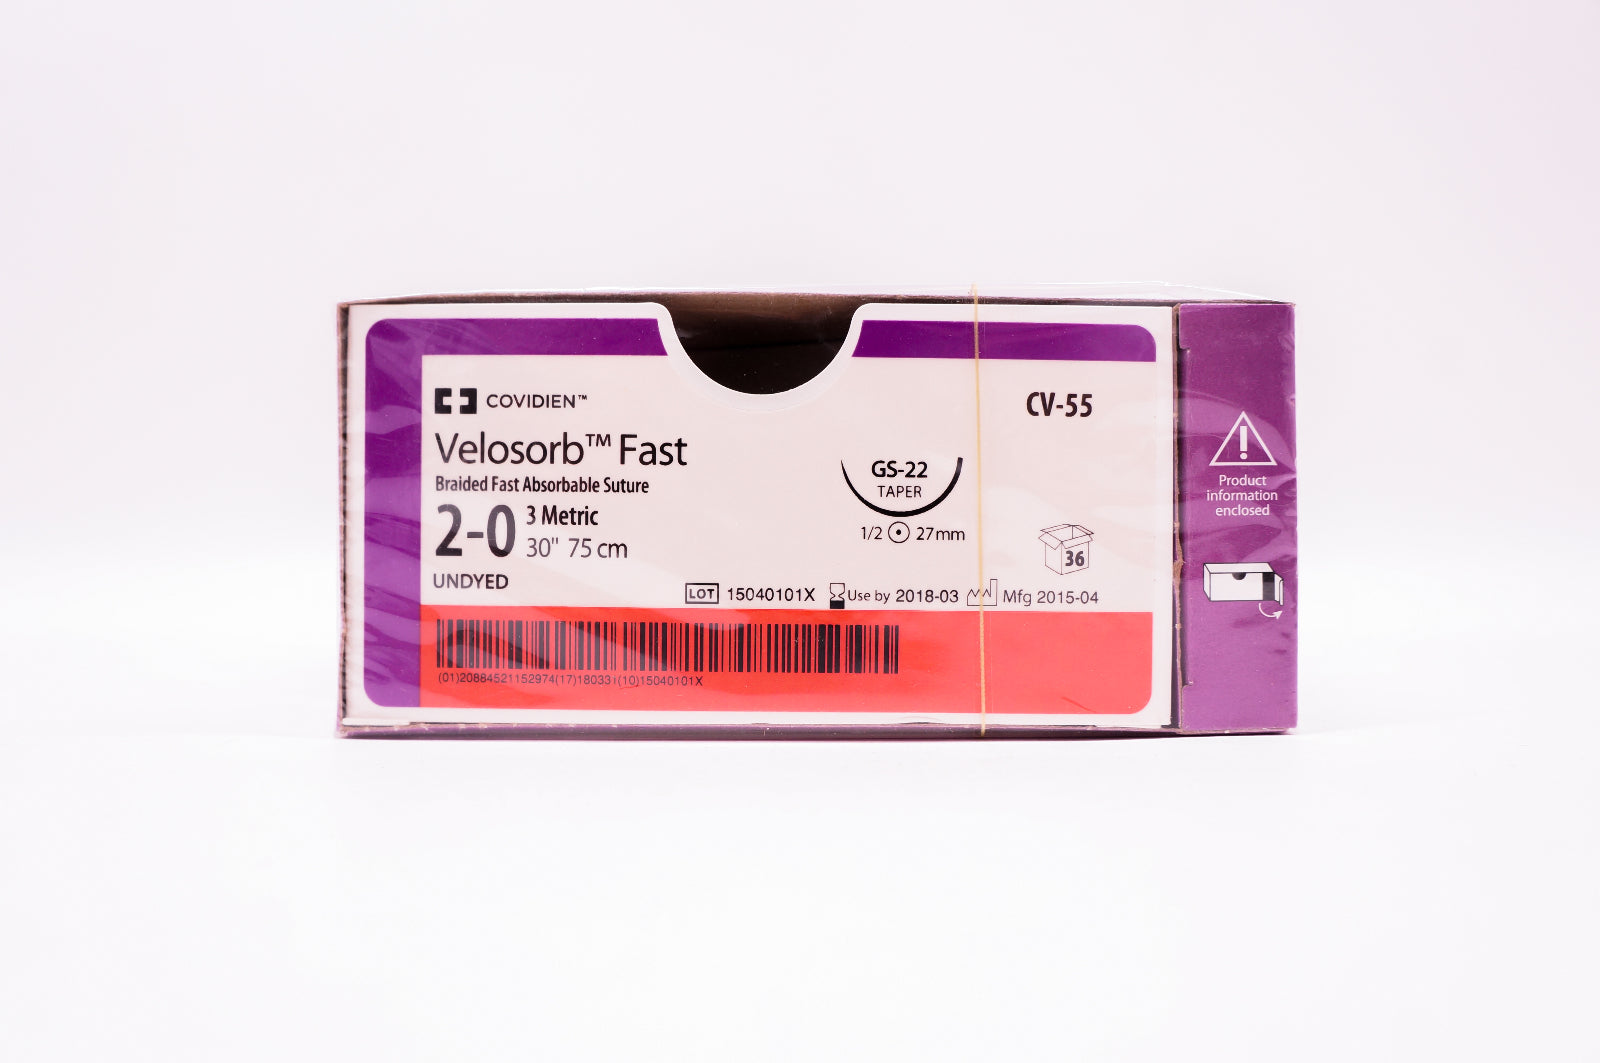 COVIDIEN™
CV-55
Velosorb™ Fast
Braided Fast Absorbable Suture
2-0 3 Metric
30" 75 cm
UNDYED
GS-22
TAPER
1/2 27mm
36
LOT 15040101X Use by 2018-03 Mfg 2015-04
(01)20884521152974(17)180331(10)15040101X
Product
information
enclosed